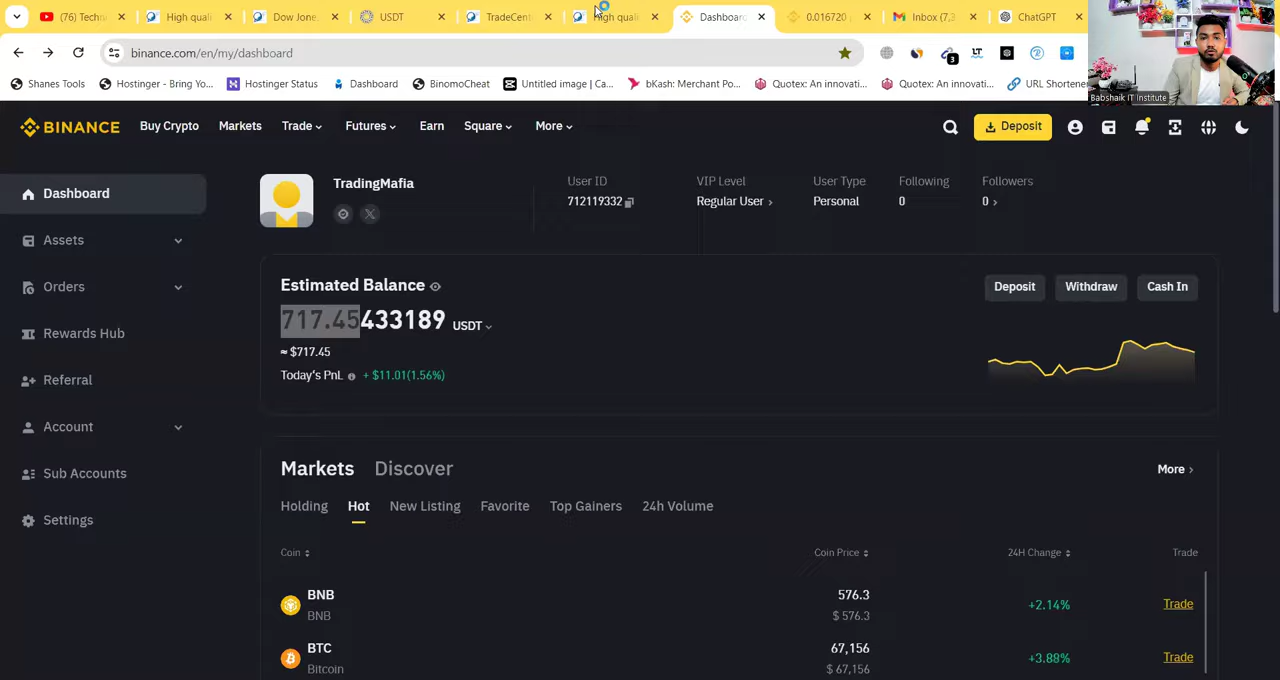 (76) Techn
High quali
Dow Jone
USDT
TradeCent
High quali
Dashboard
0.016720
Inbox (7,3
ChatGPT
binance.com/en/my/dashboard
3
LT
Shanes Tools
Hostinger - Bring Yo...
Hostinger Status
Dashboard
BinomoCheat
Untitled image | Ca...
bKash: Merchant Po...
Quotex: An innovati...
Quotex: An innovati...
URL Shortene
Babshaik IT Institute
BINANCE
Buy Crypto
Markets
Trade
Futures
Earn
Square
More
Deposit
Dashboard
Assets
Orders
Rewards Hub
Referral
Account
Sub Accounts
Settings
TradingMafia
User ID
712119332
VIP Level
Regular User
User Type
Personal
Following
0
Followers
0
Estimated Balance
717.45433189 USDT
≈ $717.45
Today's PnL + $11.01(1.56%)
Deposit
Withdraw
Cash In
Markets
Discover
More
Holding
Hot
New Listing
Favorite
Top Gainers
24h Volume
Coin
Coin Price
24H Change
Trade
BNB
BNB
576.3
$ 576.3
+2.14%
Trade
BTC
Bitcoin
67,156
$ 67,156
+3.88%
Trade